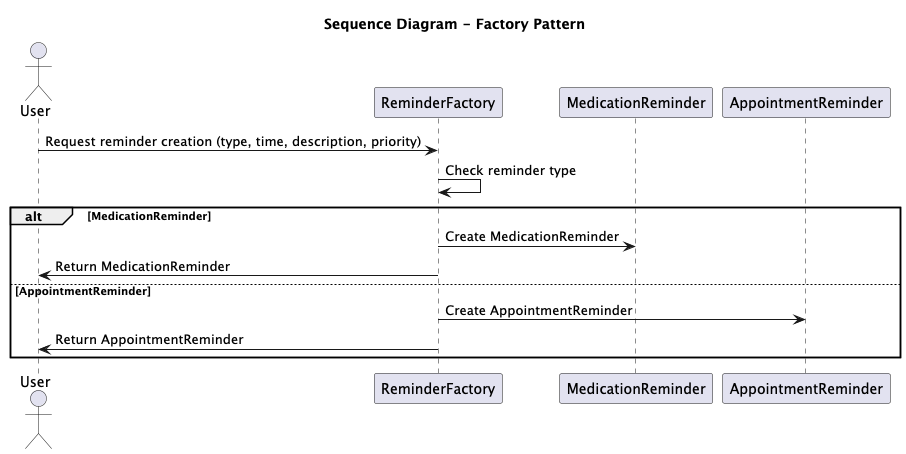 Sequence Diagram - Factory Pattern
User
ReminderFactory MedicationReminder AppointmentReminder
Request reminder creation (type, time, description, priority)
Check reminder type
alt [MedicationReminder]
Create MedicationReminder
Return MedicationReminder
[AppointmentReminder]
Create AppointmentReminder
Return AppointmentReminder
User
ReminderFactory MedicationReminder AppointmentReminder